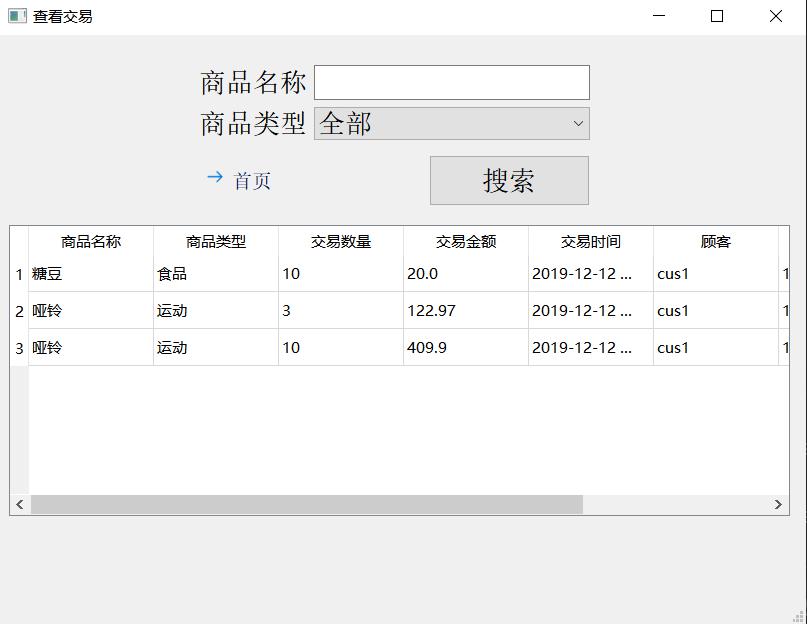 查看交易
商品名称
商品类型 全部
首页 搜索
商品名称 商品类型 交易数量 交易金额 交易时间 顾客
1 糖豆 食品 10 20.0 2019-12-12 ... cus1 1
2 哑铃 运动 3 122.97 2019-12-12 ... cus1 1
3 哑铃 运动 10 409.9 2019-12-12 ... cus1 1